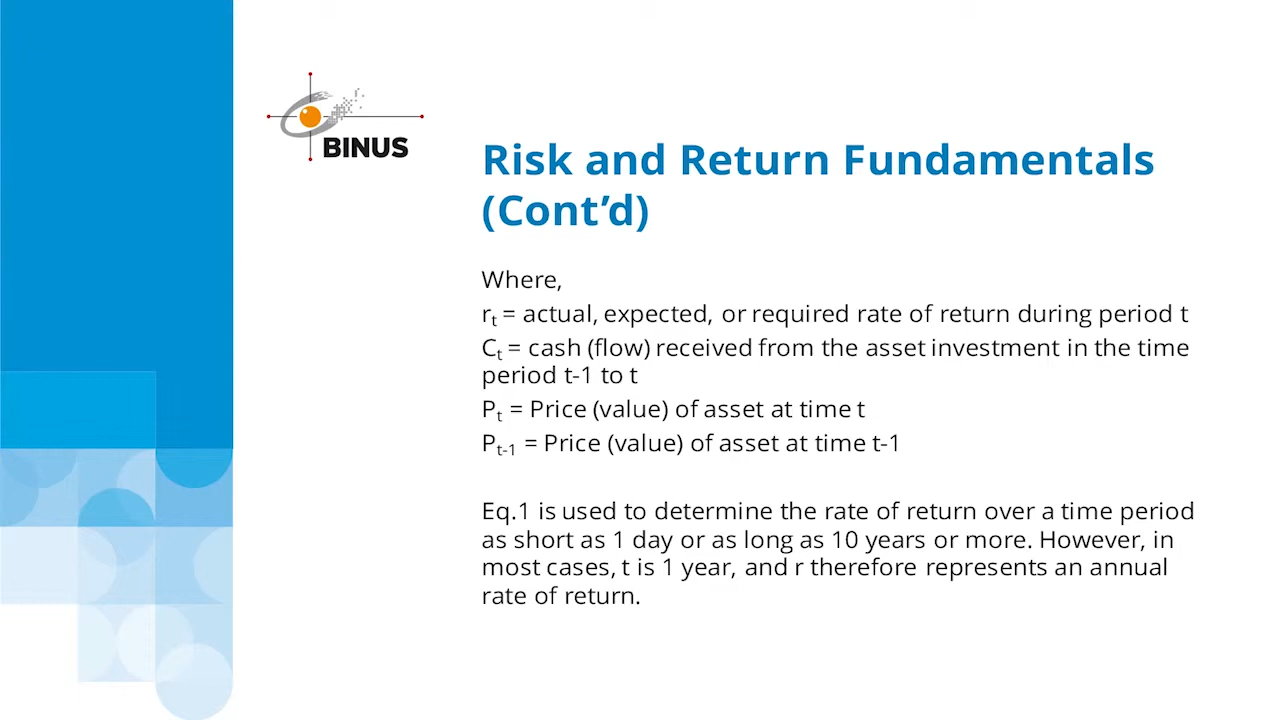 BINUS
Risk and Return Fundamentals
(Cont’d)
Where,
rt = actual, expected, or required rate of return during period t
Ct = cash (flow) received from the asset investment in the time
period t-1 to t
Pt = Price (value) of asset at time t
Pt-1 = Price (value) of asset at time t-1
Eq.1 is used to determine the rate of return over a time period
as short as 1 day or as long as 10 years or more. However, in
most cases, t is 1 year, and r therefore represents an annual
rate of return.